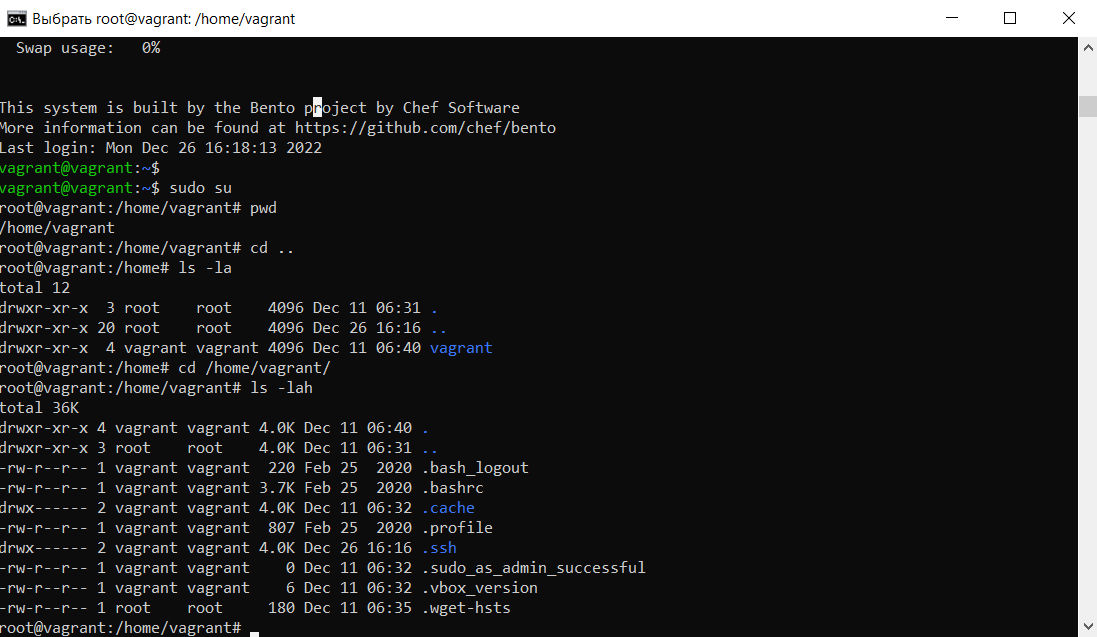 Выбрать root@vagrant: /home/vagrant
Swap usage:   0%
This system is built by the Bento project by Chef Software
More information can be found at https://github.com/chef/bento
Last login: Mon Dec 26 16:18:13 2022
vagrant@vagrant:~$
vagrant@vagrant:~$ sudo su
root@vagrant:/home/vagrant# pwd
/home/vagrant
root@vagrant:/home/vagrant# cd ..
root@vagrant:/home# ls -la
total 12
drwxr-xr-x  3 root    root    4096 Dec 11 06:31 .
drwxr-xr-x 20 root    root    4096 Dec 26 16:16 ..
drwxr-xr-x  4 vagrant vagrant 4096 Dec 11 06:40 vagrant
root@vagrant:/home# cd /home/vagrant/
root@vagrant:/home/vagrant# ls -lah
total 36K
drwxr-xr-x 4 vagrant vagrant 4.0K Dec 11 06:40 .
drwxr-xr-x 3 root    root    4.0K Dec 11 06:31 ..
-rw-r--r-- 1 vagrant vagrant  220 Feb 25  2020 .bash_logout
-rw-r--r-- 1 vagrant vagrant 3.7K Feb 25  2020 .bashrc
drwx------ 2 vagrant vagrant 4.0K Dec 11 06:32 .cache
-rw-r--r-- 1 vagrant vagrant  807 Feb 25  2020 .profile
drwx------ 2 vagrant vagrant 4.0K Dec 26 16:16 .ssh
-rw-r--r-- 1 vagrant vagrant    0 Dec 11 06:32 .sudo_as_admin_successful
-rw-r--r-- 1 vagrant vagrant    6 Dec 11 06:32 .vbox_version
-rw-r--r-- 1 root    root     180 Dec 11 06:35 .wget-hsts
root@vagrant:/home/vagrant#